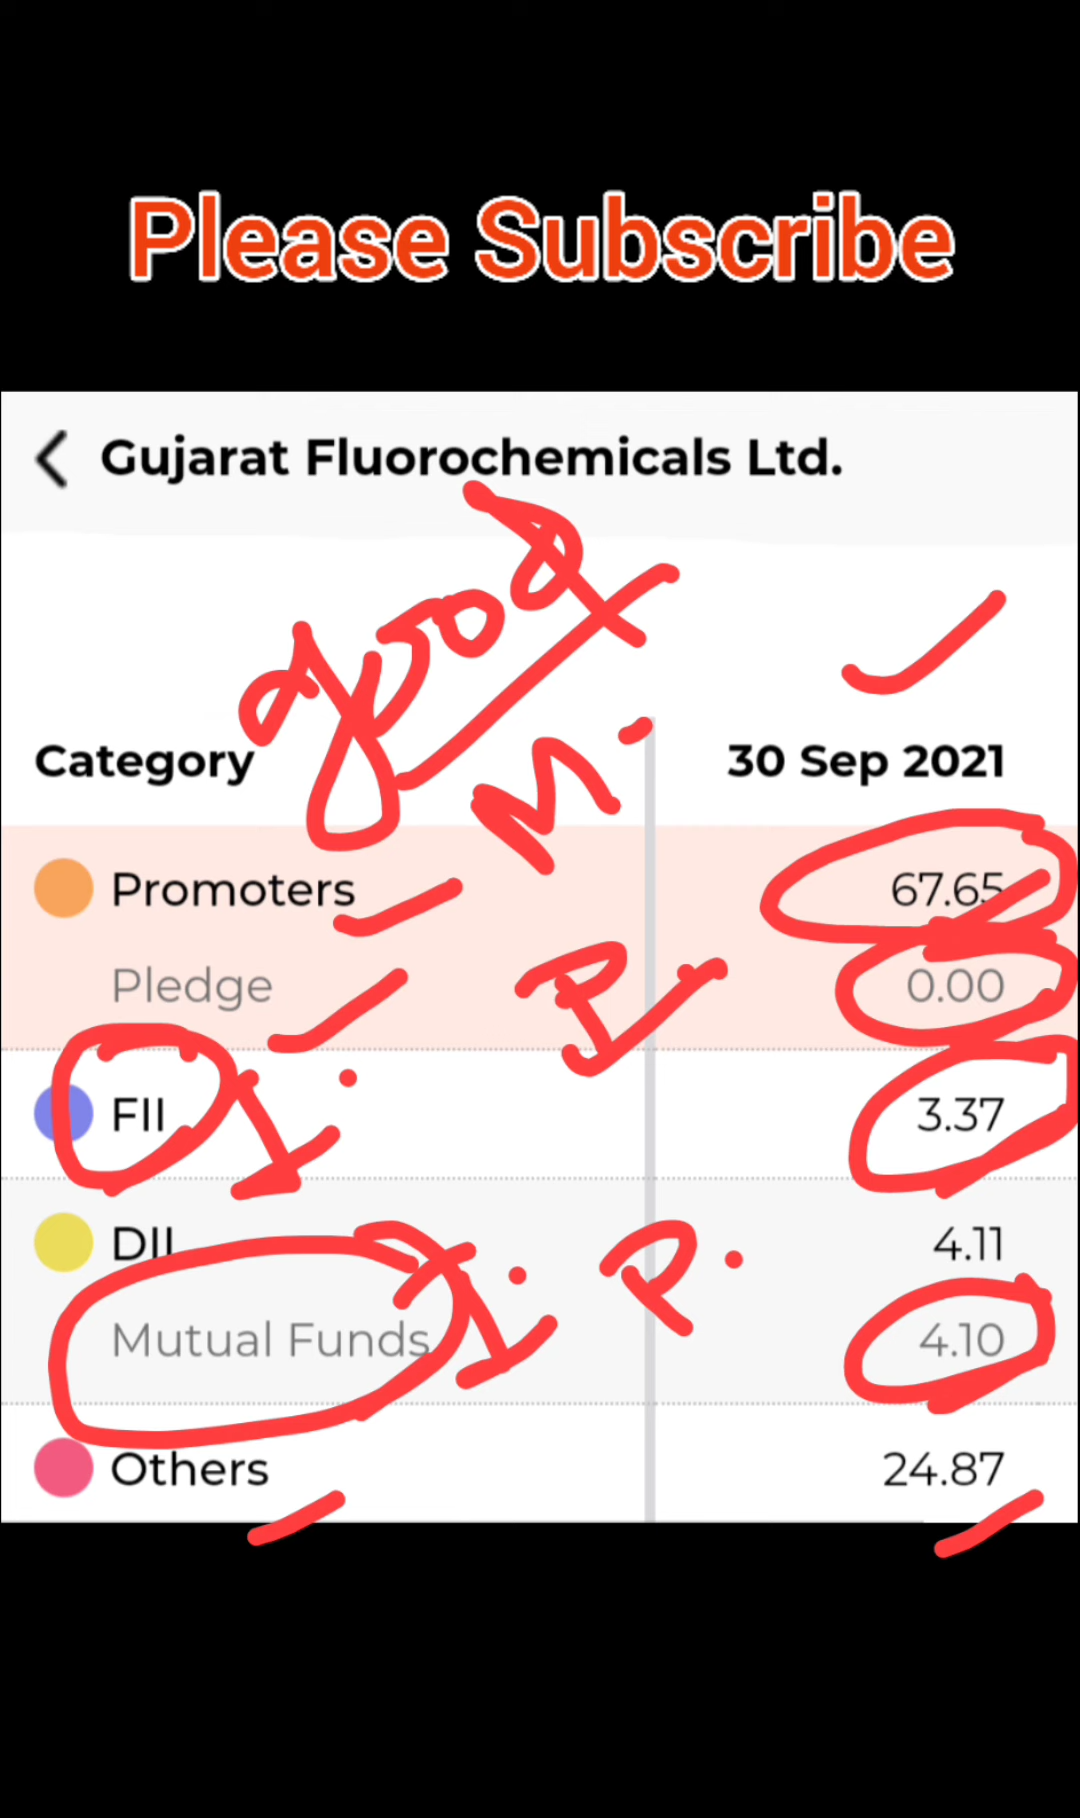 Please Subscribe
Gujarat Fluorochemicals Ltd.
good
Category 30 Sep 2021
M.
Promoters 67.65
Pledge P. 0.00
FII I. 3.37
DII 4.11
Mutual Funds I. P. 4.10
Others 24.87